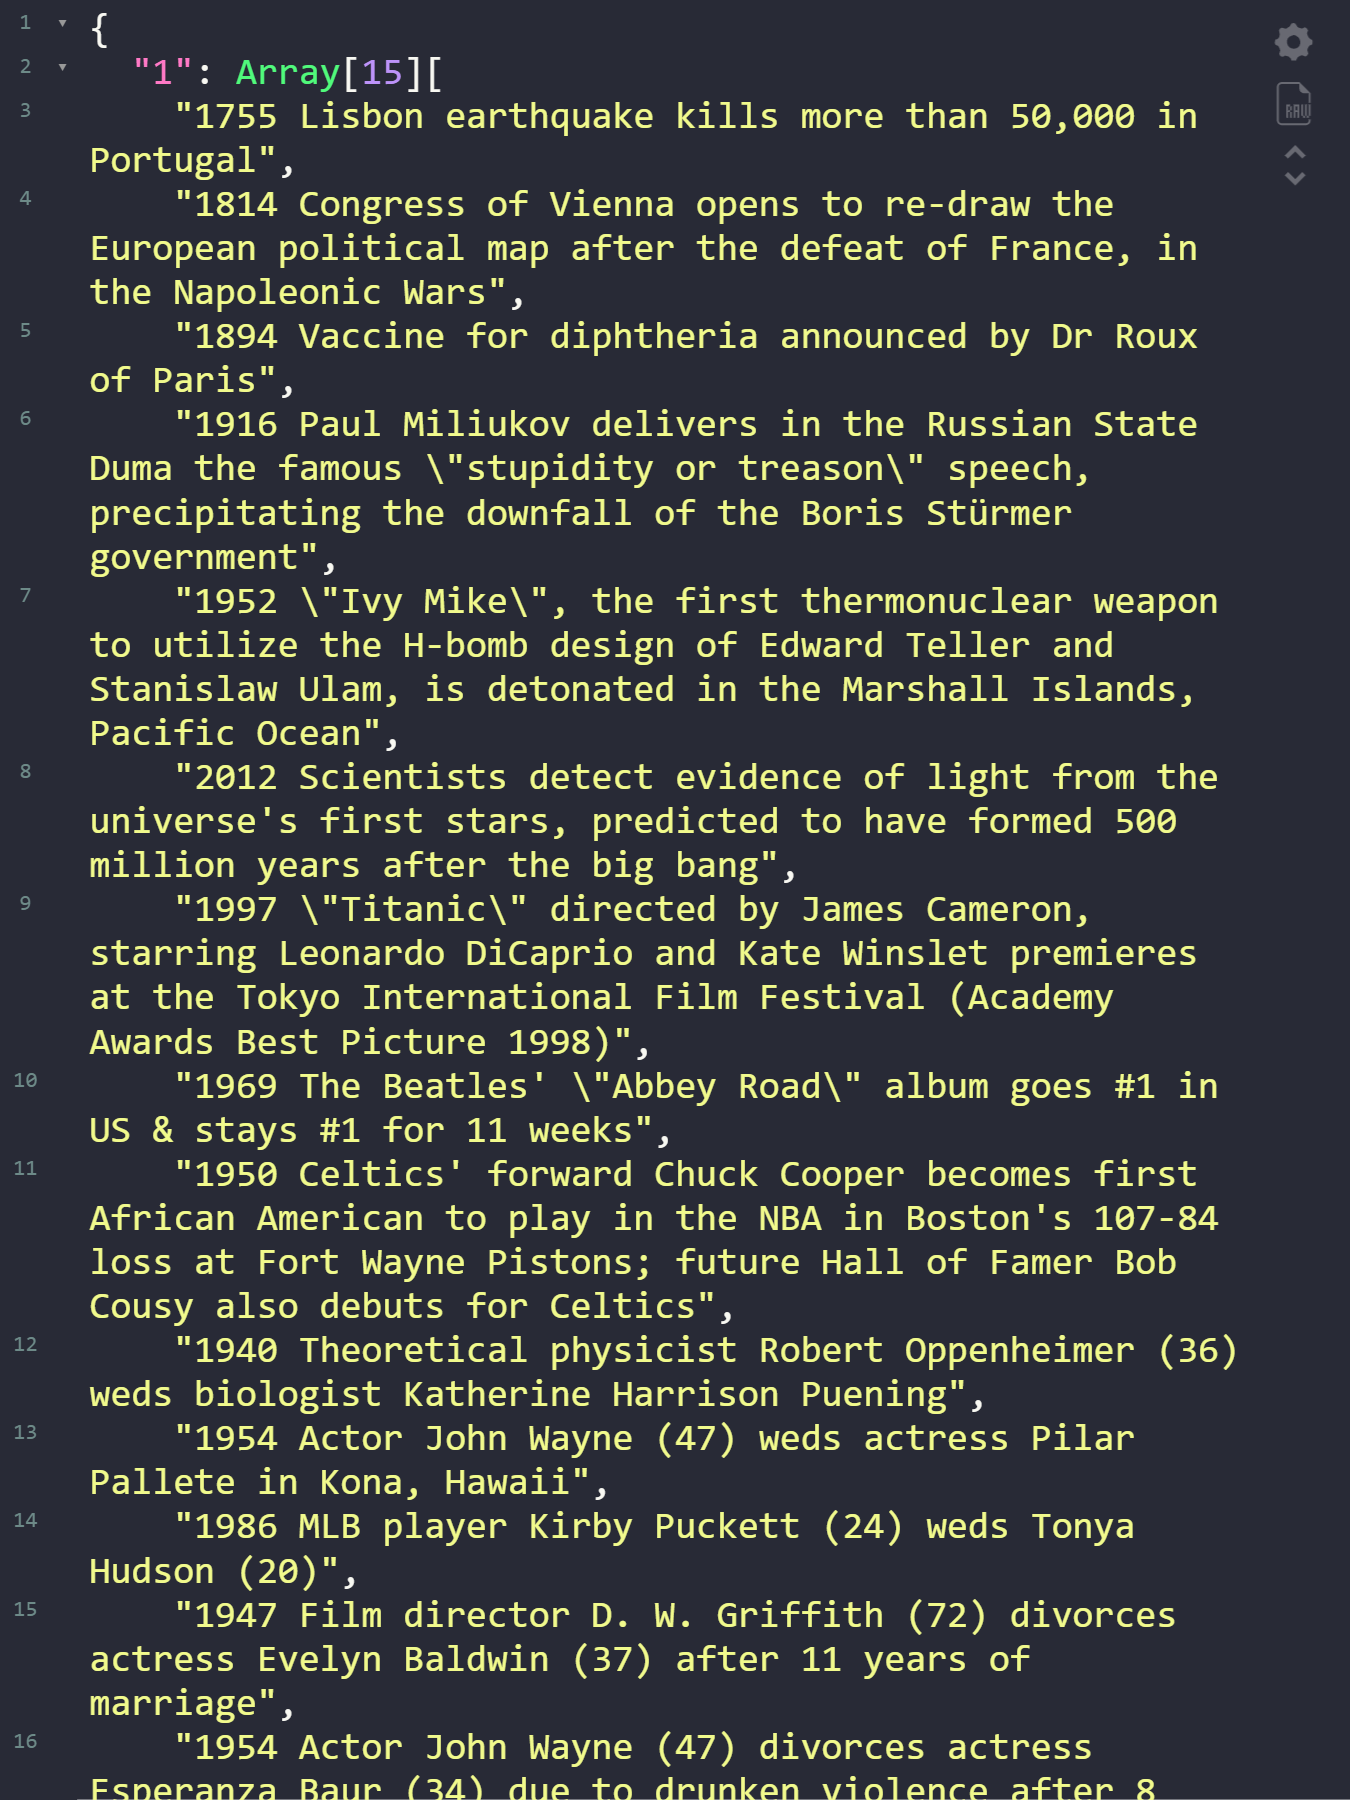 1 ▾ {
2 ▾ "1": Array[15][
3 "1755 Lisbon earthquake kills more than 50,000 in
Portugal",
4 "1814 Congress of Vienna opens to re-draw the
European political map after the defeat of France, in
the Napoleonic Wars",
5 "1894 Vaccine for diphtheria announced by Dr Roux
of Paris",
6 "1916 Paul Miliukov delivers in the Russian State
Duma the famous \"stupidity or treason\" speech,
precipitating the downfall of the Boris Stürmer
government",
7 "1952 \"Ivy Mike\", the first thermonuclear weapon
to utilize the H-bomb design of Edward Teller and
Stanislaw Ulam, is detonated in the Marshall Islands,
Pacific Ocean",
8 "2012 Scientists detect evidence of light from the
universe's first stars, predicted to have formed 500
million years after the big bang",
9 "1997 \"Titanic\" directed by James Cameron,
starring Leonardo DiCaprio and Kate Winslet premieres
at the Tokyo International Film Festival (Academy
Awards Best Picture 1998)",
10 "1969 The Beatles' \"Abbey Road\" album goes #1 in
US & stays #1 for 11 weeks",
11 "1950 Celtics' forward Chuck Cooper becomes first
African American to play in the NBA in Boston's 107-84
loss at Fort Wayne Pistons; future Hall of Famer Bob
Cousy also debuts for Celtics",
12 "1940 Theoretical physicist Robert Oppenheimer (36)
weds biologist Katherine Harrison Puening",
13 "1954 Actor John Wayne (47) weds actress Pilar
Pallete in Kona, Hawaii",
14 "1986 MLB player Kirby Puckett (24) weds Tonya
Hudson (20)",
15 "1947 Film director D. W. Griffith (72) divorces
actress Evelyn Baldwin (37) after 11 years of
marriage",
16 "1954 Actor John Wayne (47) divorces actress
Esperanza Baur (34) due to drunken violence after 8
RAW